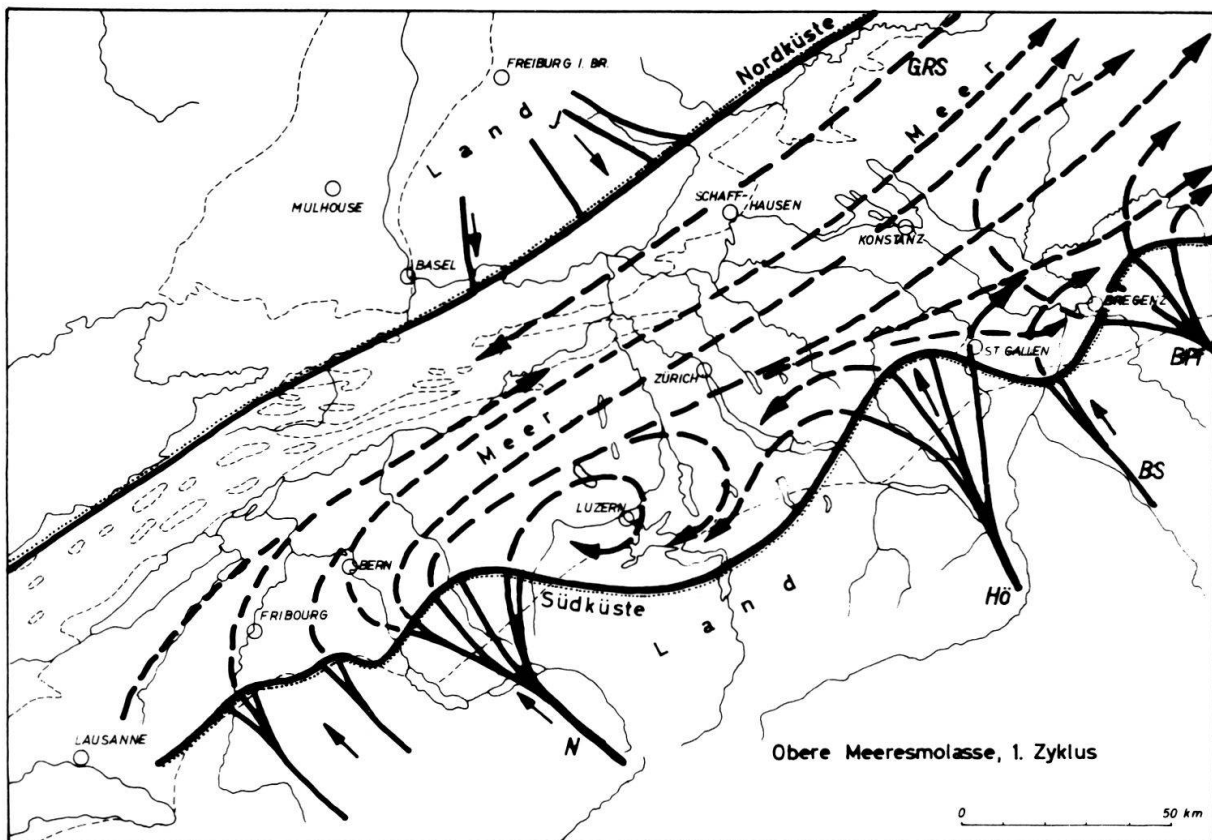 FREIBURG I. BR.
Nordküste
GRS
Land
Meer
MULHOUSE
SCHAFF-
HAUSEN
KONSTANZ
BASEL
BREGENZ
ST GALLEN
BPf
ZÜRICH
Meer
BS
LUZERN
BERN
Südküste
Land
Hö
FRIBOURG
LAUSANNE
N
Obere Meeresmolasse, 1. Zyklus
0 50 km